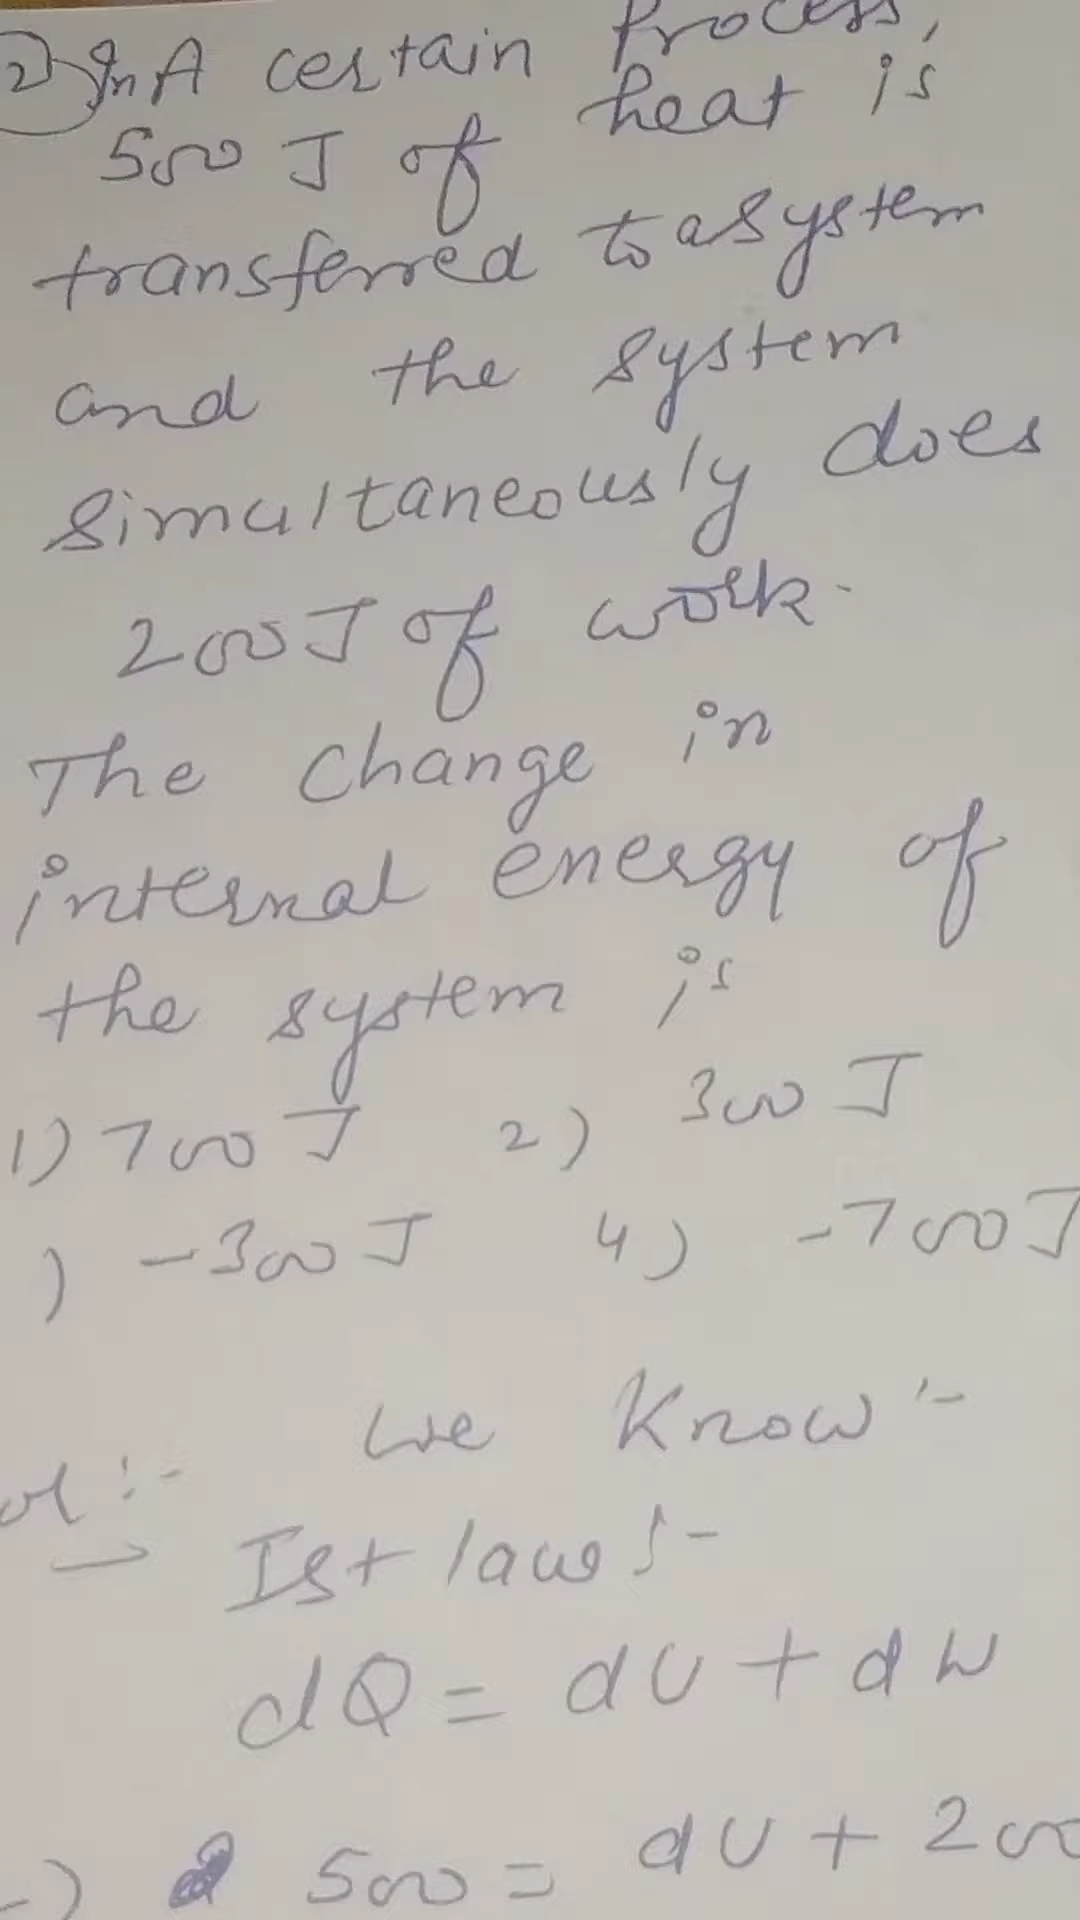 2) In A certain Process,
500 J of heat is
transferred to a system
and the system
simultaneously does
200 J of work.
The change in
internal energy of
the system is
1) 700 J 2) 300 J
) -300 J 4) -700 J
ol :- We Know :-
Ist law :-
dQ = dU + dW
-) 500 = dU + 200